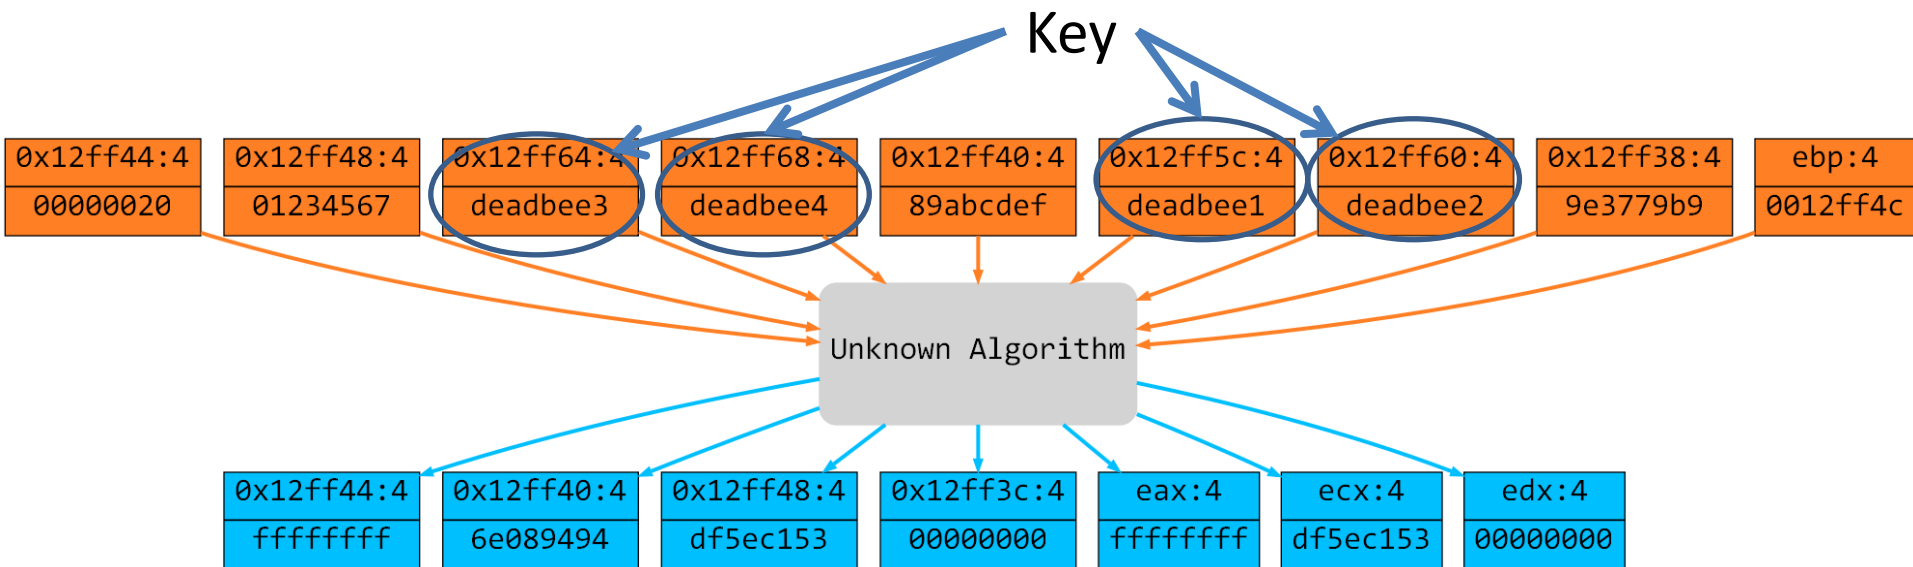 Key
0x12ff44:4
00000020
0x12ff48:4
01234567
0x12ff64:4
deadbee3
0x12ff68:4
deadbee4
0x12ff40:4
89abcdef
0x12ff5c:4
deadbee1
0x12ff60:4
deadbee2
0x12ff38:4
9e3779b9
ebp:4
0012ff4c
Unknown Algorithm
0x12ff44:4
ffffffff
0x12ff40:4
6e089494
0x12ff48:4
df5ec153
0x12ff3c:4
00000000
eax:4
ffffffff
ecx:4
df5ec153
edx:4
00000000